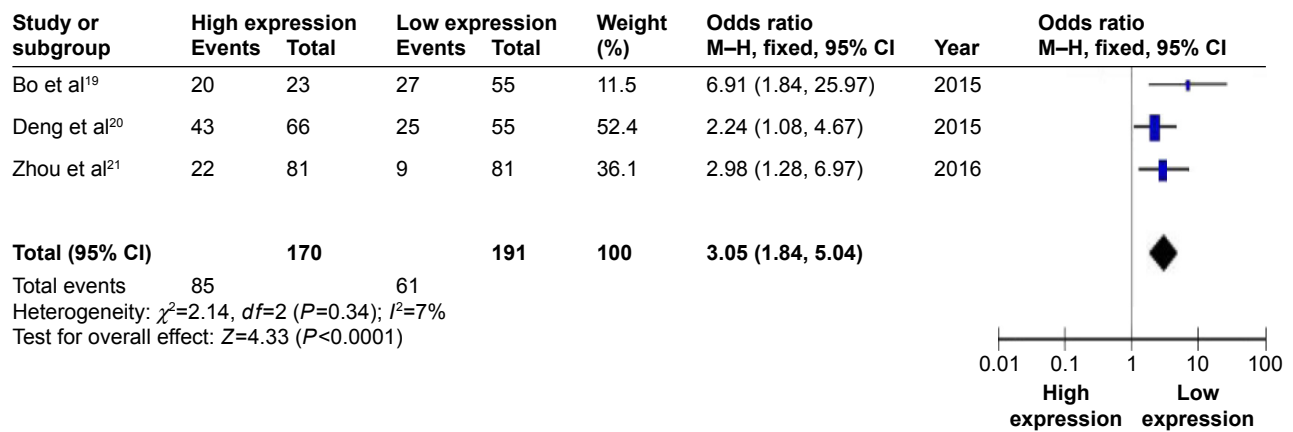 Study or subgroup High expression Low expression Weight (%) Odds ratio M–H, fixed, 95% CI Year Odds ratio M–H, fixed, 95% CI
Events Total Events Total
Bo et al19 20 23 27 55 11.5 6.91 (1.84, 25.97) 2015
Deng et al20 43 66 25 55 52.4 2.24 (1.08, 4.67) 2015
Zhou et al21 22 81 9 81 36.1 2.98 (1.28, 6.97) 2016
Total (95% CI) 170 191 100 3.05 (1.84, 5.04)
Total events 85 61
Heterogeneity: χ²=2.14, df=2 (P=0.34); I²=7%
Test for overall effect: Z=4.33 (P<0.0001)
0.01 0.1 1 10 100
High expression Low expression